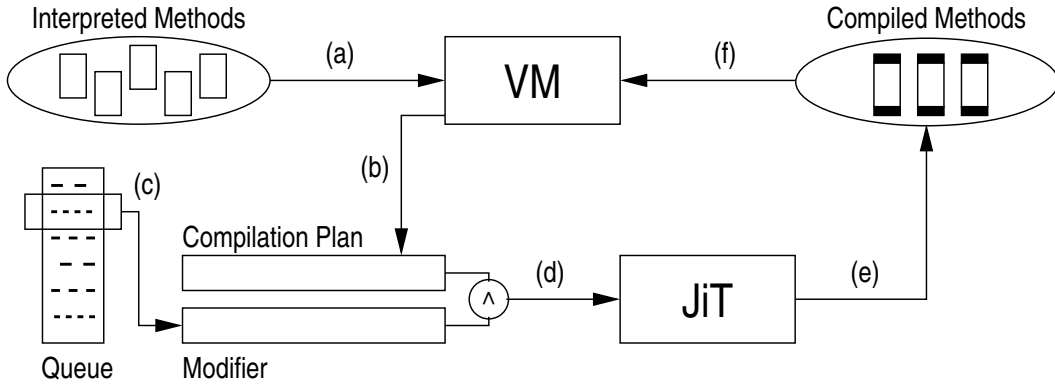 Interpreted Methods
Compiled Methods
(a)
(f)
VM
(b)
(c)
Compilation Plan
(d)
(e)
^
JiT
Queue
Modifier